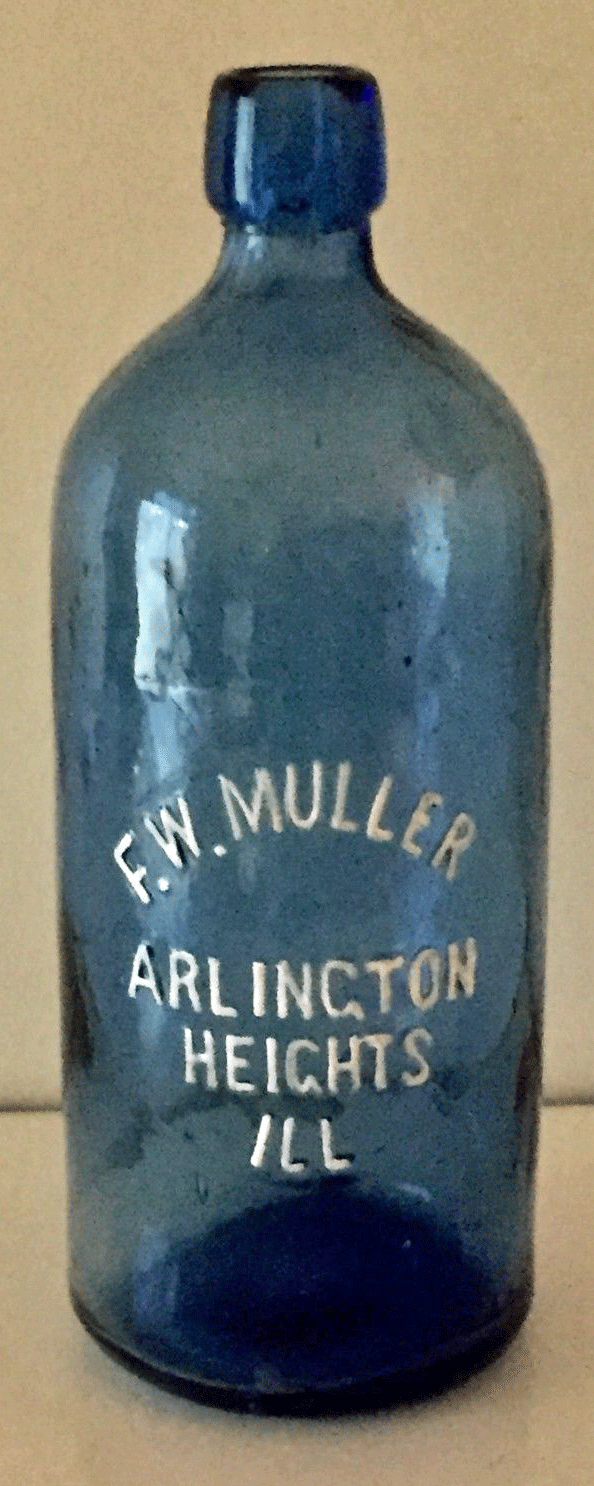 F.W. MULLER
ARLINGTON
HEIGHTS
ILL